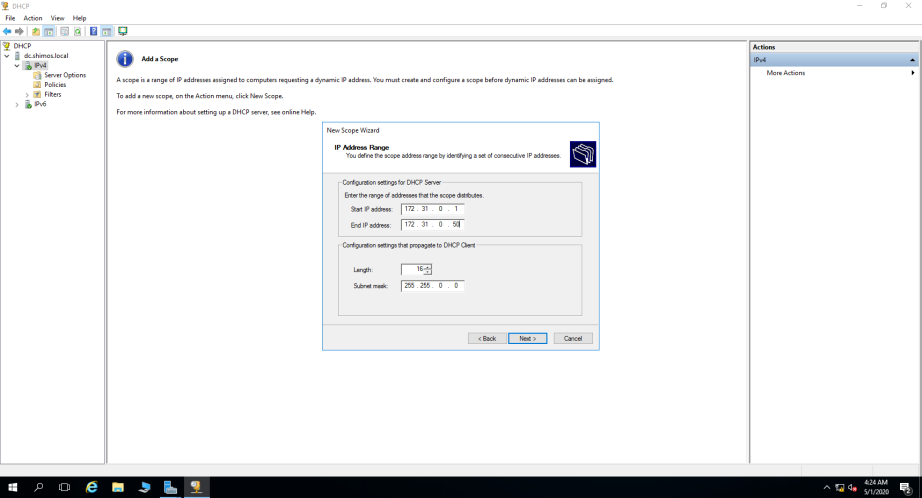 DHCP
File Action View Help
DHCP
dc.shimos.local
IPv4
Server Options
Policies
Filters
IPv6
Add a Scope
A scope is a range of IP addresses assigned to computers requesting a dynamic IP address. You must create and configure a scope before dynamic IP addresses can be assigned.
To add a new scope, on the Action menu, click New Scope.
For more information about setting up a DHCP server, see online Help.
New Scope Wizard
IP Address Range
You define the scope address range by identifying a set of consecutive IP addresses.
Configuration settings for DHCP Server
Enter the range of addresses that the scope distributes.
Start IP address: 172 . 31 . 0 . 1
End IP address: 172 . 31 . 0 . 50
Configuration settings that propagate to DHCP Client
Length: 16
Subnet mask: 255 . 255 . 0 . 0
< Back Next > Cancel
Actions
IPv4
More Actions
4:24 AM
5/1/2020